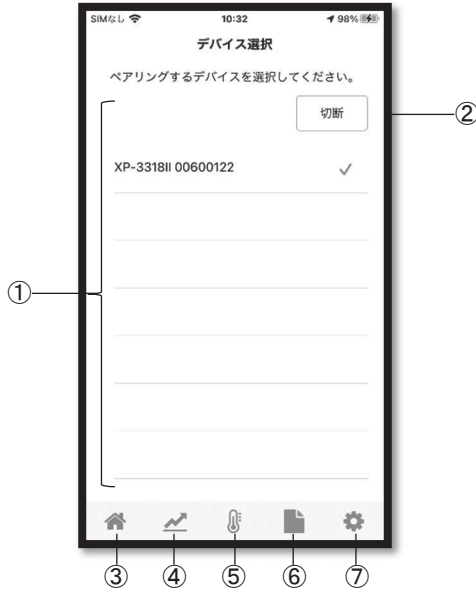 SIMなし 10:32 98%
デバイス選択
ペアリングするデバイスを選択してください。
切断
②
XP-3318II 00600122
①
③ ④ ⑤ ⑥ ⑦